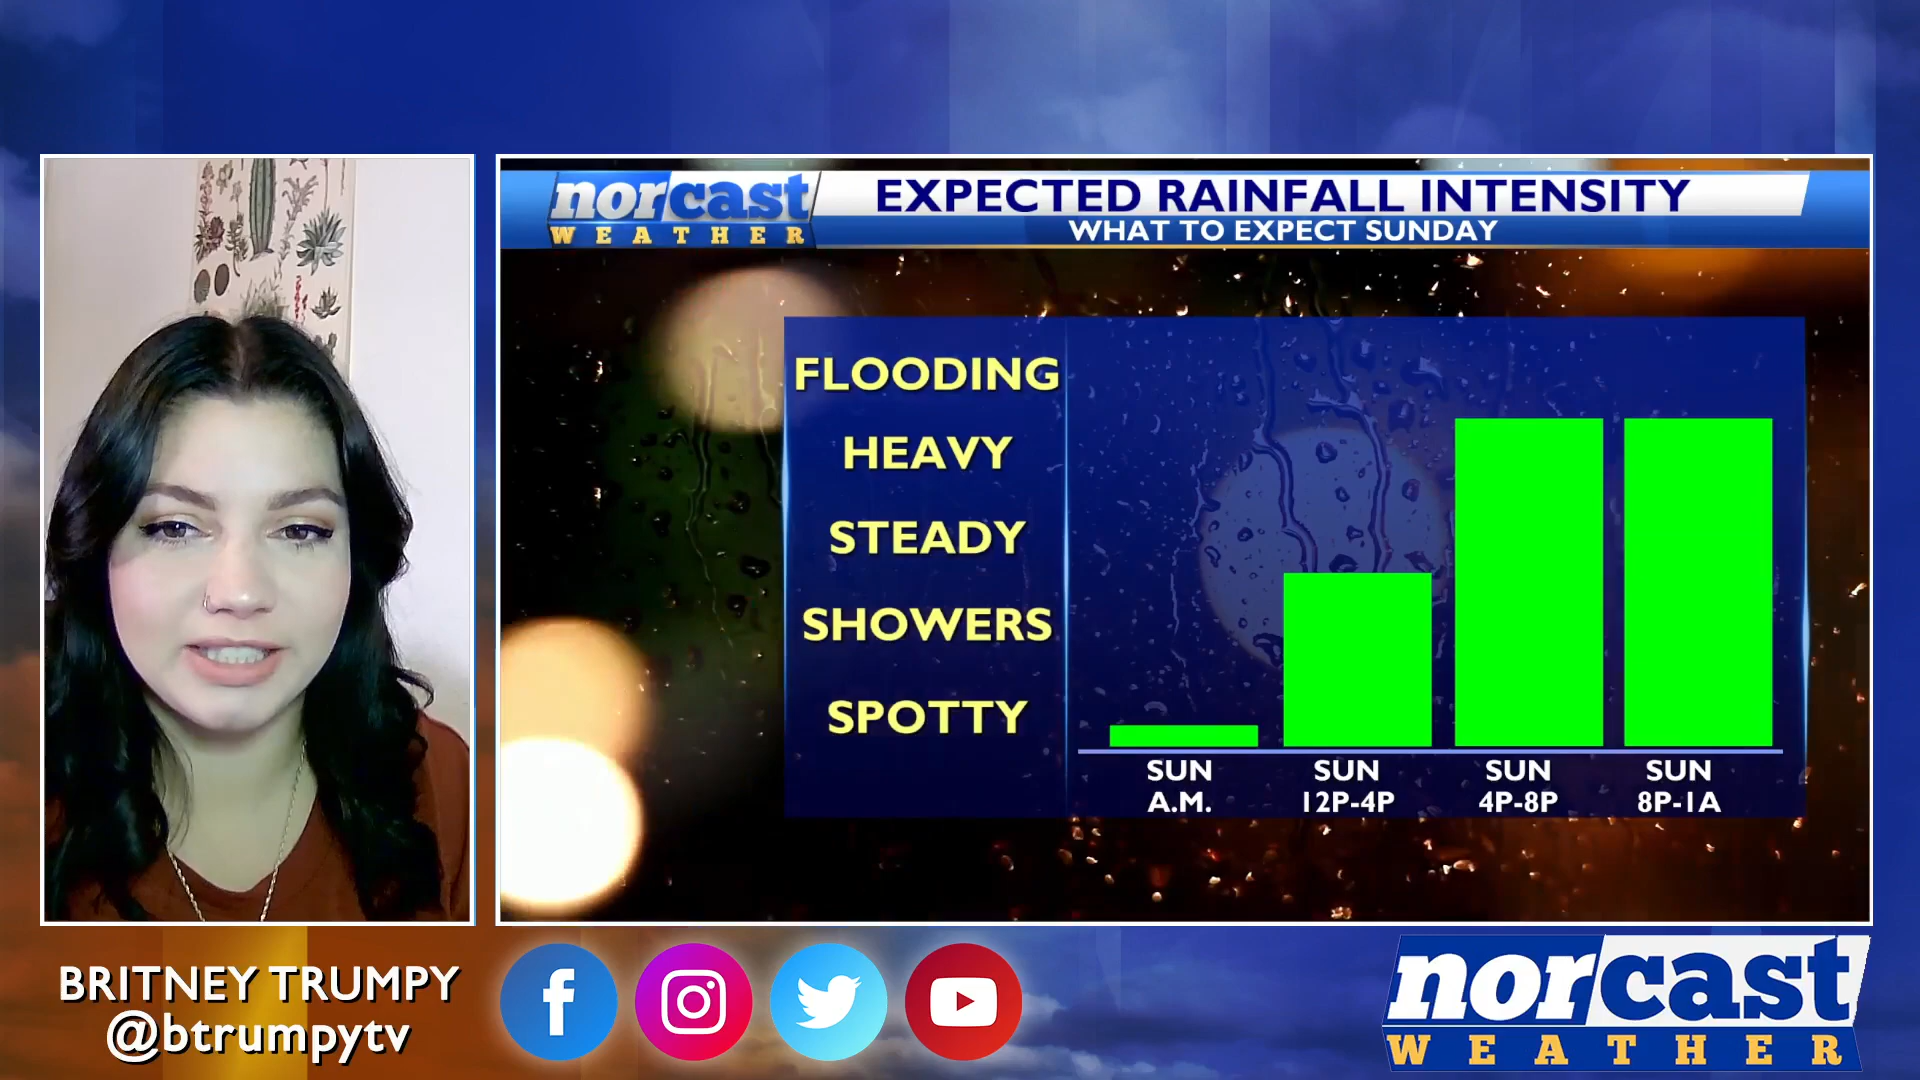 norcast
WEATHER
EXPECTED RAINFALL INTENSITY
WHAT TO EXPECT SUNDAY
FLOODING
HEAVY
STEADY
SHOWERS
SPOTTY
SUN
A.M.
SUN
12P-4P
SUN
4P-8P
SUN
8P-1A
BRITNEY TRUMPY
@btrumpytv
norcast
WEATHER